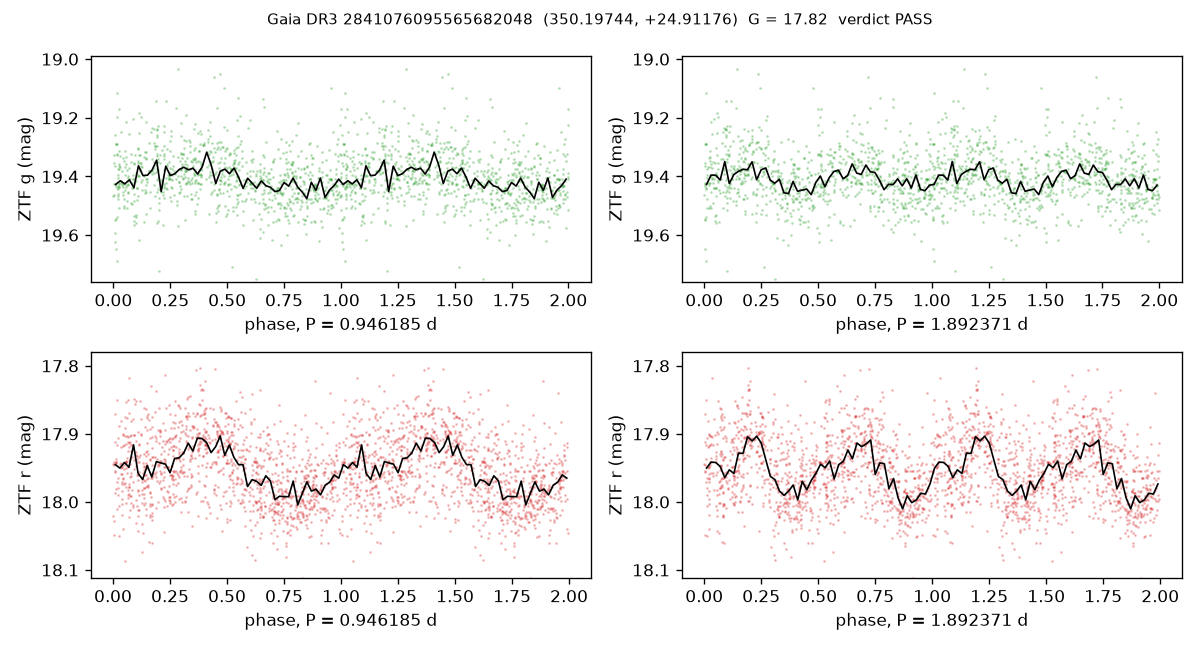 Gaia DR3 2841076095565682048 (350.19744, +24.91176) G = 17.82 verdict PASS
19.0
19.2
19.4
19.6
ZTF g (mag)
0.00 0.25 0.50 0.75 1.00 1.25 1.50 1.75 2.00
phase, P = 0.946185 d
19.0
19.2
19.4
19.6
ZTF g (mag)
0.00 0.25 0.50 0.75 1.00 1.25 1.50 1.75 2.00
phase, P = 1.892371 d
17.8
17.9
18.0
18.1
ZTF r (mag)
0.00 0.25 0.50 0.75 1.00 1.25 1.50 1.75 2.00
phase, P = 0.946185 d
17.8
17.9
18.0
18.1
ZTF r (mag)
0.00 0.25 0.50 0.75 1.00 1.25 1.50 1.75 2.00
phase, P = 1.892371 d